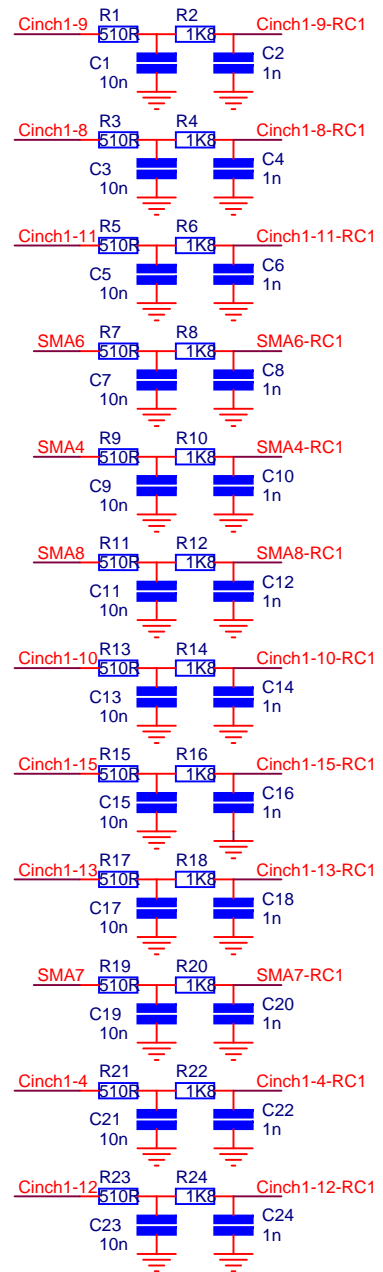 Cinch1-9 R1 R2 Cinch1-9-RC1
510R 1K8
C1 C2
10n 1n
Cinch1-8 R3 R4 Cinch1-8-RC1
510R 1K8
C3 C4
10n 1n
Cinch1-11 R5 R6 Cinch1-11-RC1
510R 1K8
C5 C6
10n 1n
SMA6 R7 R8 SMA6-RC1
510R 1K8
C7 C8
10n 1n
SMA4 R9 R10 SMA4-RC1
510R 1K8
C9 C10
10n 1n
SMA8 R11 R12 SMA8-RC1
510R 1K8
C11 C12
10n 1n
Cinch1-10 R13 R14 Cinch1-10-RC1
510R 1K8
C13 C14
10n 1n
Cinch1-15 R15 R16 Cinch1-15-RC1
510R 1K8
C15 C16
10n 1n
Cinch1-13 R17 R18 Cinch1-13-RC1
510R 1K8
C17 C18
10n 1n
SMA7 R19 R20 SMA7-RC1
510R 1K8
C19 C20
10n 1n
Cinch1-4 R21 R22 Cinch1-4-RC1
510R 1K8
C21 C22
10n 1n
Cinch1-12 R23 R24 Cinch1-12-RC1
510R 1K8
C23 C24
10n 1n